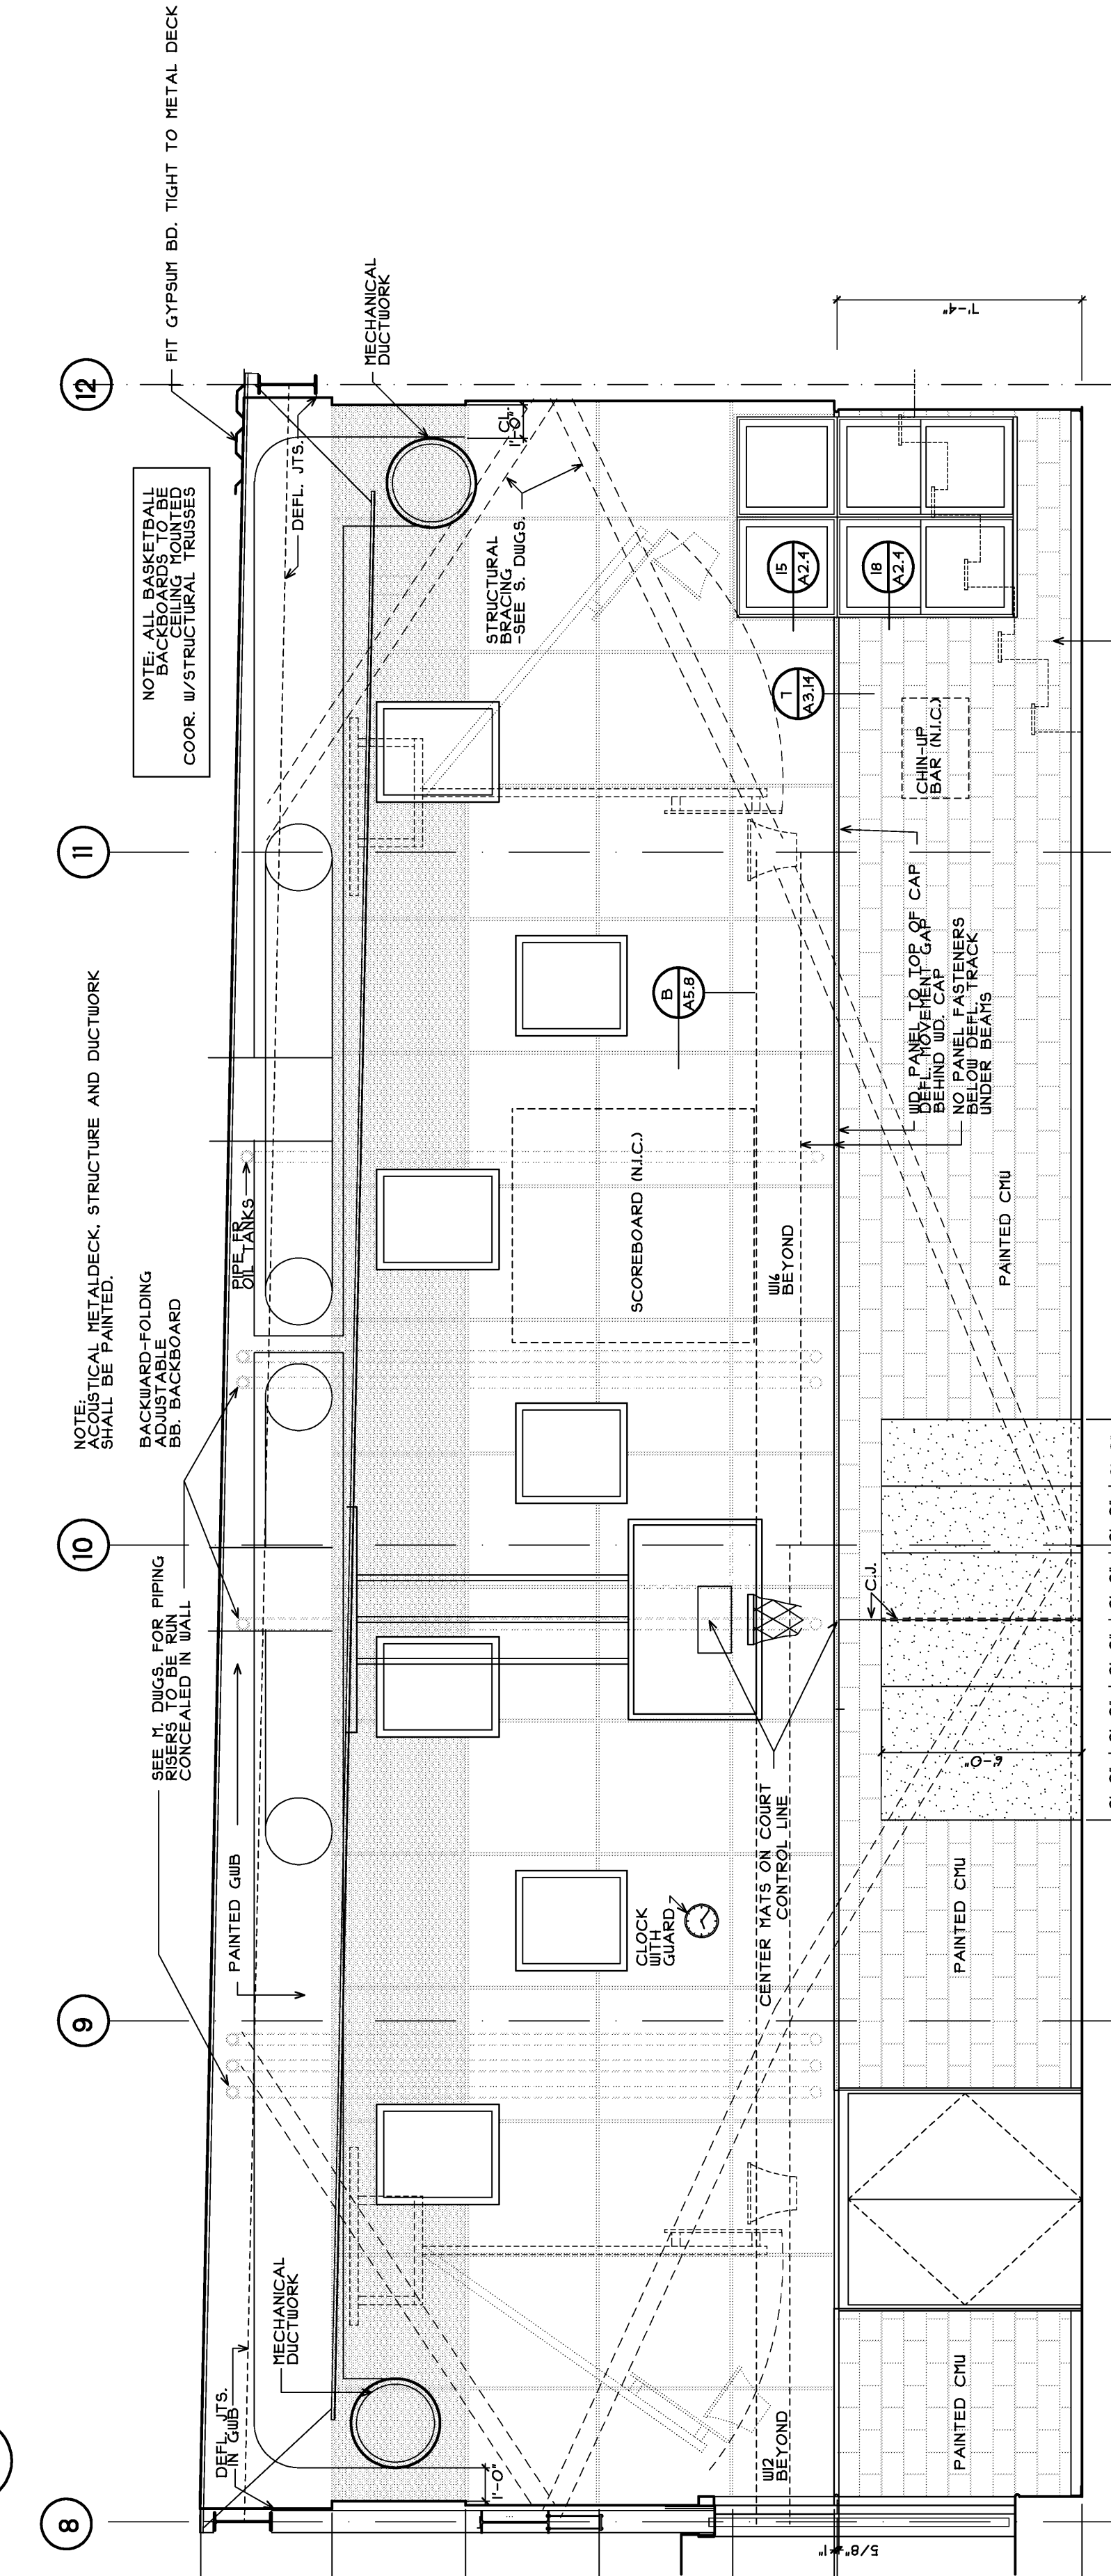 FIT GYPSUM BD. TIGHT TO METAL DECK
12
MECHANICAL
DUCTWORK
NOTE: ALL BASKETBALL
BACKBOARDS TO BE
CEILING MOUNTED
COOR. W/STRUCTURAL TRUSSES
DEFL. JTS.
CL.
1'-0"
7'-4"
STRUCTURAL
BRACING
-SEE S. DWGS.
15
A2.4
18
A2.4
7
A3.14
CHIN-UP
BAR (N.I.C.)
11
NOTE:
ACOUSTICAL METALDECK, STRUCTURE AND DUCTWORK
SHALL BE PAINTED.
BACKWARD-FOLDING
ADJUSTABLE
BB. BACKBOARD
PIPE FR
OIL TANKS
B
A5.8
SCOREBOARD (N.I.C.)
W16
BEYOND
WD. PANEL TO TOP OF CAP
DEFL. MOVEMENT GAP
BEHIND WD. CAP
NO PANEL FASTENERS
BELOW DEFL. TRACK
UNDER BEAMS
PAINTED CMU
10
SEE M. DWGS. FOR PIPING
RISERS TO BE RUN
CONCEALED IN WALL
C.J.
6'-0"
PAINTED GWB
CLOCK
WITH
GUARD
CENTER MATS ON COURT
CONTROL LINE
PAINTED CMU
9
MECHANICAL
DUCTWORK
DEFL. JTS.
IN GWB
1'-0"
W12
BEYOND
PAINTED CMU
8
5/8"
1"